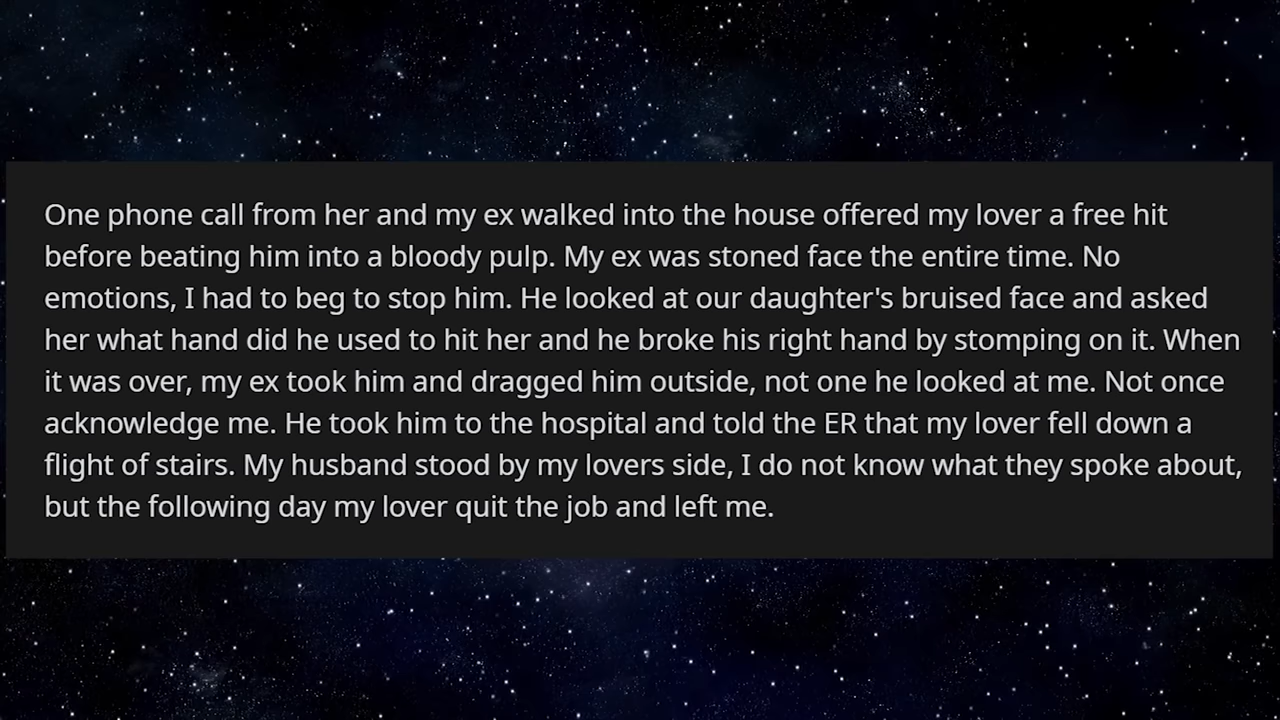 One phone call from her and my ex walked into the house offered my lover a free hit
before beating him into a bloody pulp. My ex was stoned face the entire time. No
emotions, I had to beg to stop him. He looked at our daughter's bruised face and asked
her what hand did he used to hit her and he broke his right hand by stomping on it. When
it was over, my ex took him and dragged him outside, not one he looked at me. Not once
acknowledge me. He took him to the hospital and told the ER that my lover fell down a
flight of stairs. My husband stood by my lovers side, I do not know what they spoke about,
but the following day my lover quit the job and left me.